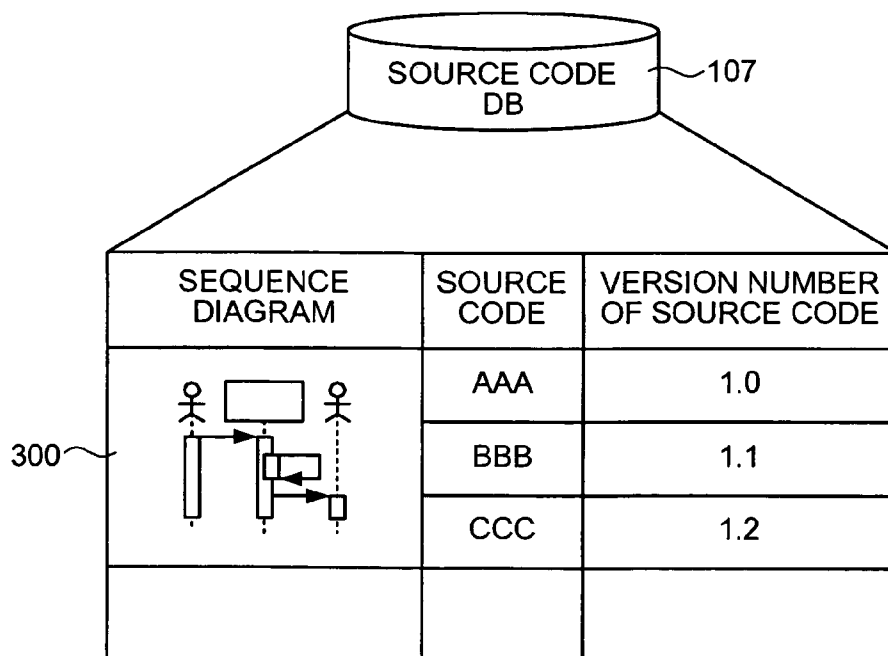 SOURCE CODE
DB
107
SEQUENCE
DIAGRAM
SOURCE
CODE
VERSION NUMBER
OF SOURCE CODE
300
AAA
1.0
BBB
1.1
CCC
1.2